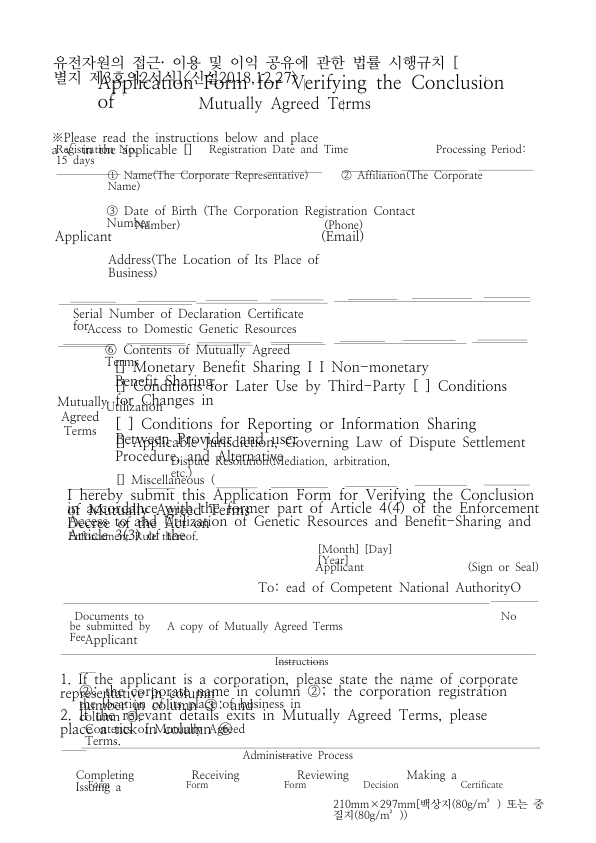 유전자원의 접근· 이용 및 이익 공유에 관한 법률 시행규칙 [
별지 제3호의2서식] <신설2018.12.27>
Application Form for Verifying the Conclusion
of Mutually Agreed Terms
※Please read the instructions below and place
a √ in the applicable []
Registration No. Registration Date and Time Processing Period:
15 days
① Name(The Corporate Representative) ② Affiliation(The Corporate
Name)
③ Date of Birth (The Corporation Registration Contact
Number
Number) (Phone)
Applicant (Email)
Address(The Location of Its Place of
Business)
Serial Number of Declaration Certificate
for Access to Domestic Genetic Resources
⑥ Contents of Mutually Agreed
Terms
[] Monetary Benefit Sharing I I Non-monetary
Benefit Sharing
[] Conditions for Later Use by Third-Party [ ] Conditions
for Changes in
Utilization
Mutually
Agreed
Terms
[ ] Conditions for Reporting or Information Sharing
Between Provider and user
[] Applicable Jurisdiction, Governing Law of Dispute Settlement
Procedure, and Alternative
Dispute Resolution(Mediation, arbitration,
etc.)
[] Miscellaneous (
I hereby submit this Application Form for Verifying the Conclusion
of Mutually Agreed Terms
in accordance with the former part of Article 4(4) of the Enforcement
Decree of the Act on
Access to and Utilization of Genetic Resources and Benefit-Sharing and
Article 3(3) of the
Enforcement Rule thereof.
[Month] [Day]
[Year]
Applicant (Sign or Seal)
To: ead of Competent National AuthorityO
Documents to
be submitted by A copy of Mutually Agreed Terms
No
Fee
Applicant
Instructions
1. If the applicant is a corporation, please state the name of corporate
representative in column
②; the corporate name in column ②; the corporation registration
number in column ③; and
the location of its place of business in
column ⑤.
2. If the relevant details exits in Mutually Agreed Terms, please
place a tick in column ⑥
Contents of Mutually Agreed
Terms.
Administrative Process
Completing Receiving Reviewing Making a
Issuing a
Form Form Form Decision Certificate
210mm×297mm[백상지(80g/㎡ ) 또는 중
질지(80g/㎡ ))